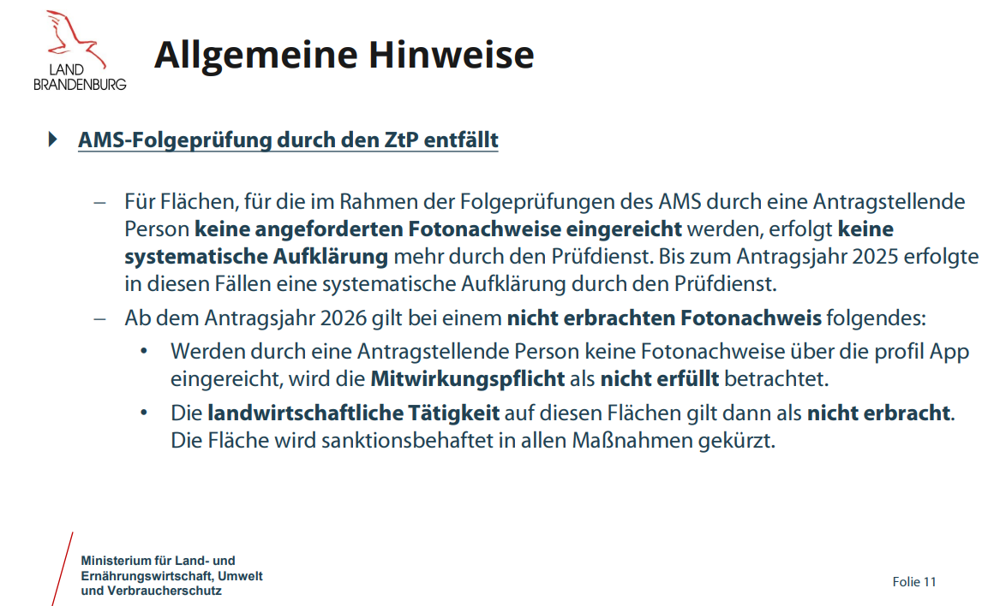 LAND
BRANDENBURG
Allgemeine Hinweise
AMS-Folgeprüfung durch den ZtP entfällt
– Für Flächen, für die im Rahmen der Folgeprüfungen des AMS durch eine Antragstellende
Person keine angeforderten Fotonachweise eingereicht werden, erfolgt keine
systematische Aufklärung mehr durch den Prüfdienst. Bis zum Antragsjahr 2025 erfolgte
in diesen Fällen eine systematische Aufklärung durch den Prüfdienst.
– Ab dem Antragsjahr 2026 gilt bei einem nicht erbrachten Fotonachweis folgendes:
• Werden durch eine Antragstellende Person keine Fotonachweise über die profil App
eingereicht, wird die Mitwirkungspflicht als nicht erfüllt betrachtet.
• Die landwirtschaftliche Tätigkeit auf diesen Flächen gilt dann als nicht erbracht.
Die Fläche wird sanktionsbehaftet in allen Maßnahmen gekürzt.
Ministerium für Land- und
Ernährungswirtschaft, Umwelt
und Verbraucherschutz
Folie 11